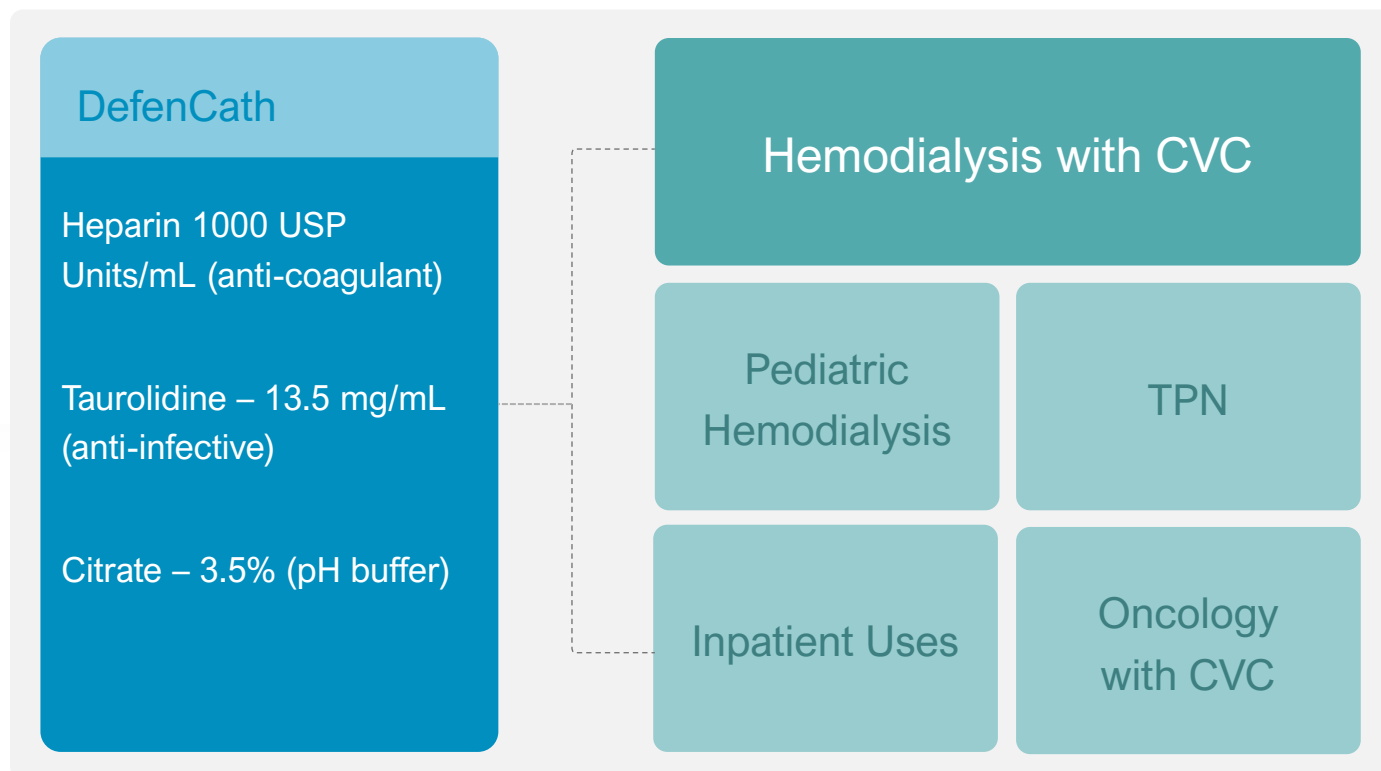 DefenCath
Heparin 1000 USP
Units/mL (anti-coagulant)
Taurolidine – 13.5 mg/mL
(anti-infective)
Citrate – 3.5% (pH buffer)
Hemodialysis with CVC
Pediatric
Hemodialysis
TPN
Inpatient Uses
Oncology
with CVC